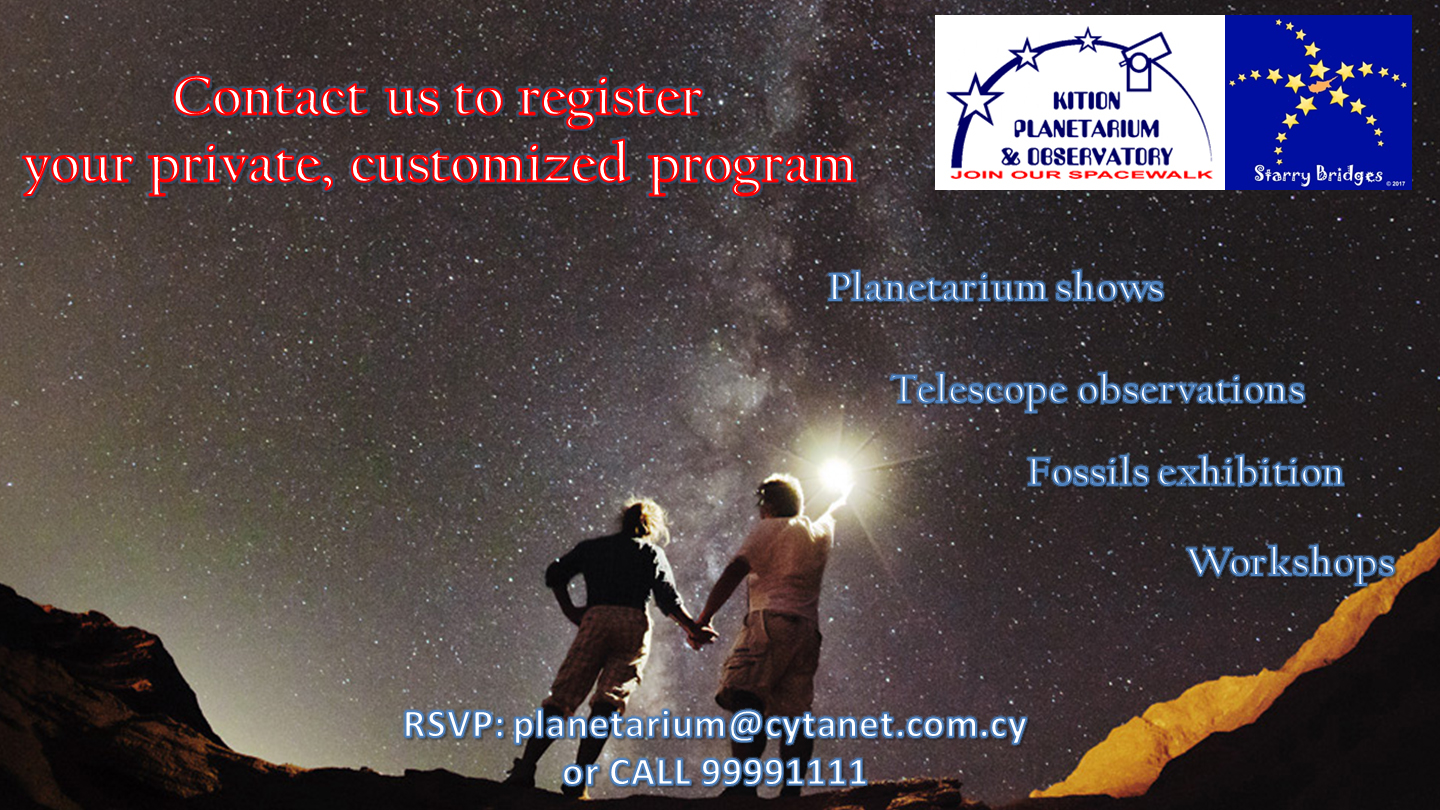 Contact us to register
your private, customized program
KITION
PLANETARIUM
& OBSERVATORY
JOIN OUR SPACEWALK
Starry Bridges © 2017
Planetarium shows
Telescope observations
Fossils exhibition
Workshops
RSVP: planetarium@cytanet.com.cy
or CALL 99991111